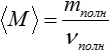 ⟨M⟩ = m_полн / ν_полн